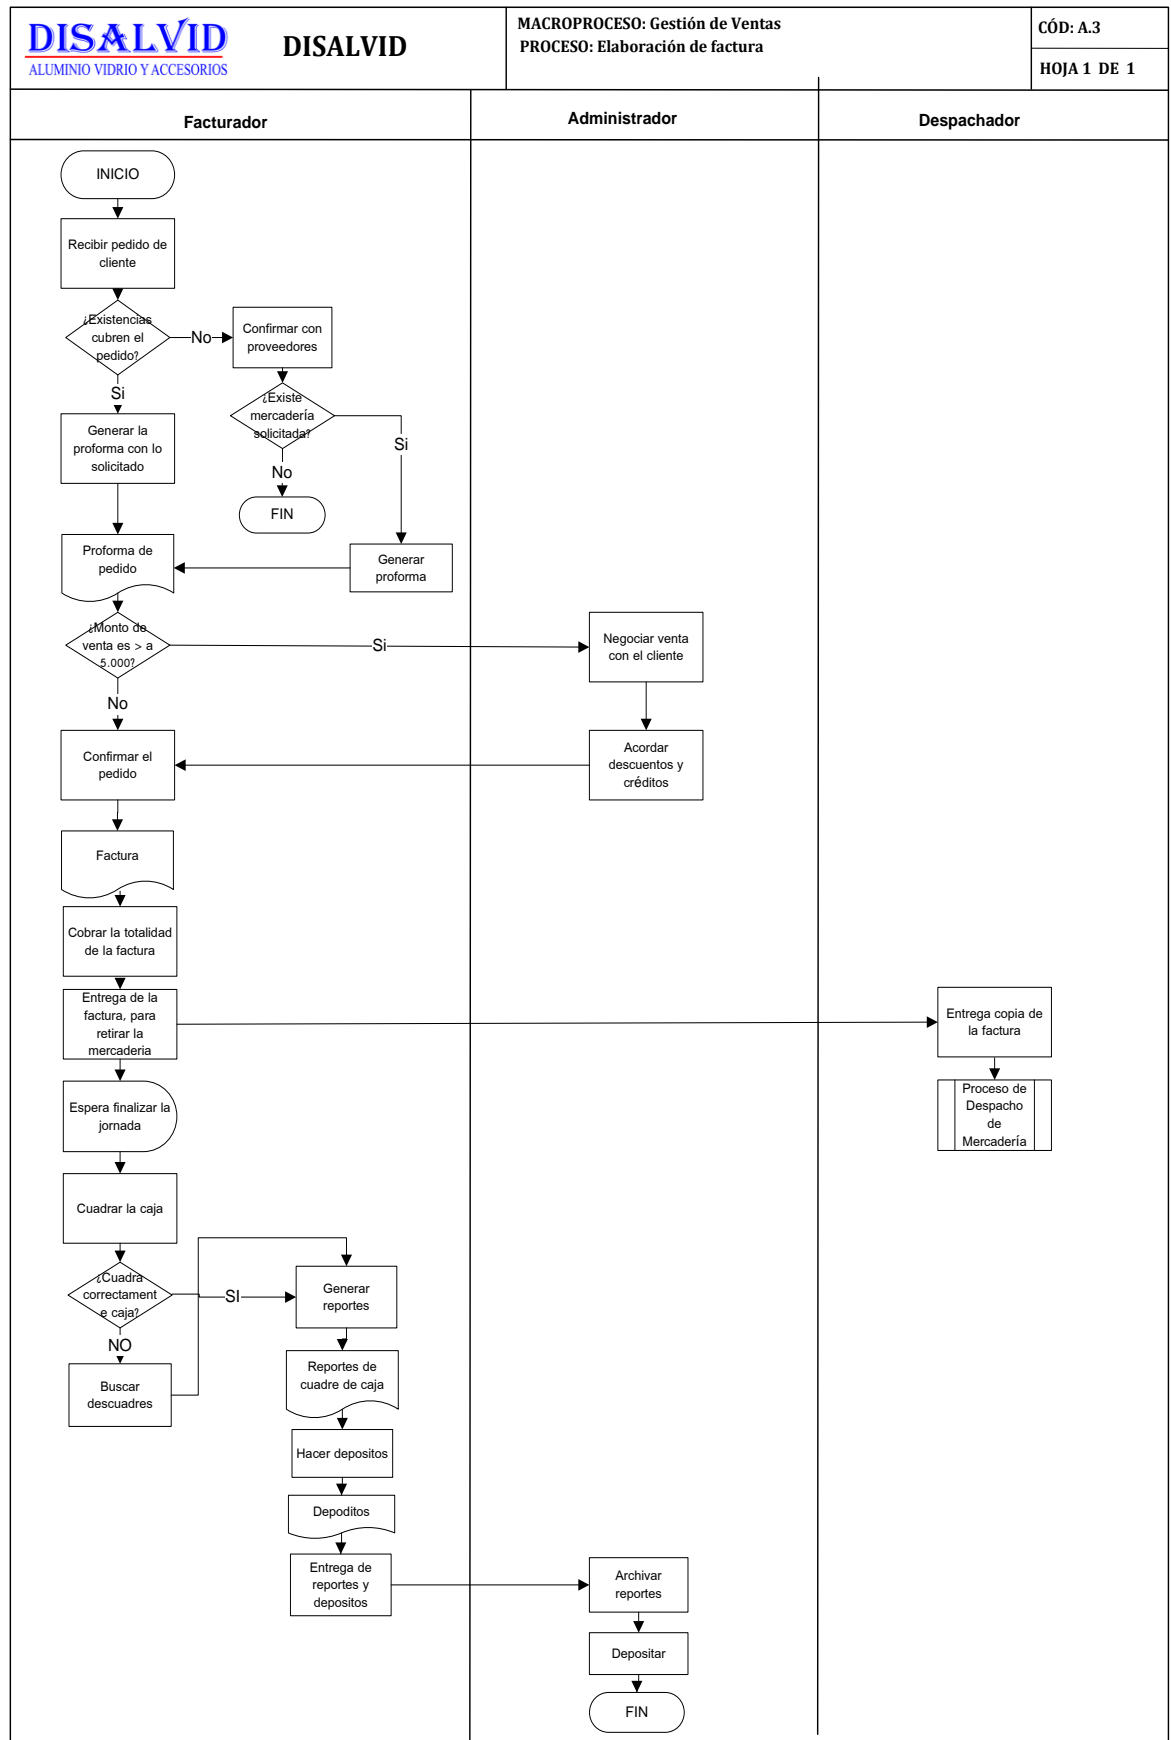 DISALVID
ALUMINIO VIDRIO Y ACCESORIOS
DISALVID
MACROPROCESO: Gestión de Ventas
PROCESO: Elaboración de factura
CÓD: A.3
HOJA 1 DE 1
Facturador
Administrador
Despachador
INICIO
Recibir pedido de
cliente
¿Existencias
cubren el
pedido?
No
Confirmar con
proveedores
Si
¿Existe
mercadería
solicitada?
Si
No
FIN
Generar la
proforma con lo
solicitado
Proforma de
pedido
Generar
proforma
¿Monto de
venta es > a
5.000?
Si
Negociar venta
con el cliente
No
Confirmar el
pedido
Acordar
descuentos y
créditos
Factura
Cobrar la totalidad
de la factura
Entrega de la
factura, para
retirar la
mercaderia
Entrega copia de
la factura
Espera finalizar la
jornada
Proceso de
Despacho
de
Mercadería
Cuadrar la caja
¿Cuadra
correctament
e caja?
SI
Generar
reportes
NO
Buscar
descuadres
Reportes de
cuadre de caja
Hacer depositos
Depoditos
Entrega de
reportes y
depositos
Archivar
reportes
Depositar
FIN